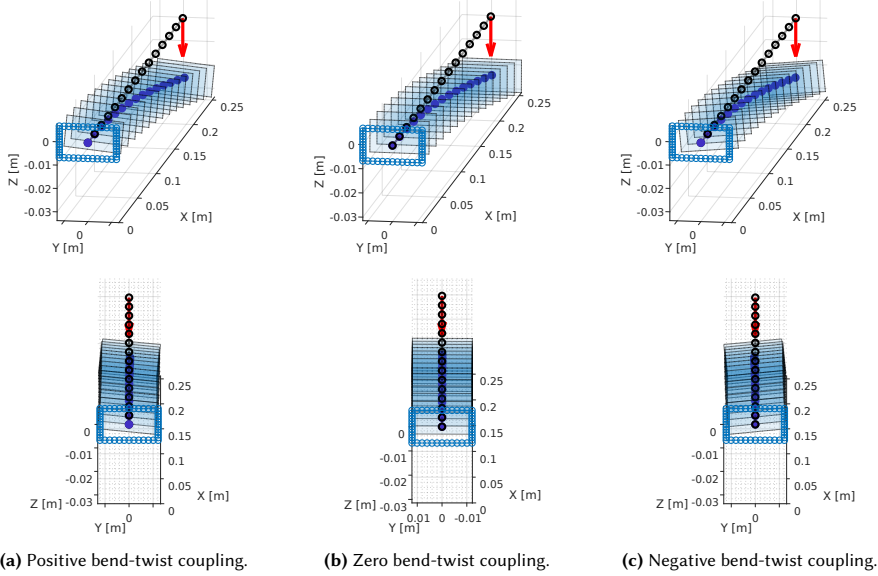 0.25
0.2
0.15
0.1
0.05
0
X [m]
0
-0.01
-0.02
-0.03
Z [m]
0
Y [m]
0.25
0.2
0.15
0.1
0.05
0
X [m]
0
-0.01
-0.02
-0.03
Z [m]
0
Y [m]
0.25
0.2
0.15
0.1
0.05
0
X [m]
0
-0.01
-0.02
-0.03
Z [m]
0
Y [m]
0.25
0.2
0.15
0.1
0.05
0
X [m]
0
-0.01
-0.02
-0.03
Z [m]
0
Y [m]
0.25
0.2
0.15
0.1
0.05
0
X [m]
0
-0.01
-0.02
-0.03
Z [m]
0.01 0 -0.01
Y [m]
0.25
0.2
0.15
0.1
0.05
0
X [m]
0
-0.01
-0.02
-0.03
Z [m]
0
Y [m]
(a) Positive bend-twist coupling.
(b) Zero bend-twist coupling.
(c) Negative bend-twist coupling.